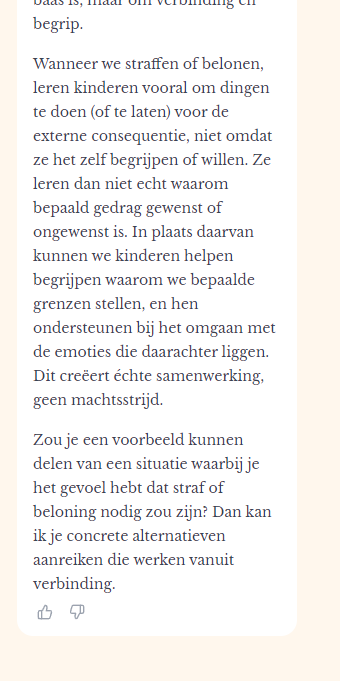 baas is, maar om verbinding en
begrip.
Wanneer we straffen of belonen,
leren kinderen vooral om dingen
te doen (of te laten) voor de
externe consequentie, niet omdat
ze het zelf begrijpen of willen. Ze
leren dan niet echt waarom
bepaald gedrag gewenst of
ongewenst is. In plaats daarvan
kunnen we kinderen helpen
begrijpen waarom we bepaalde
grenzen stellen, en hen
ondersteunen bij het omgaan met
de emoties die daarachter liggen.
Dit creëert échte samenwerking,
geen machtsstrijd.
Zou je een voorbeeld kunnen
delen van een situatie waarbij je
het gevoel hebt dat straf of
beloning nodig zou zijn? Dan kan
ik je concrete alternatieven
aanreiken die werken vanuit
verbinding.